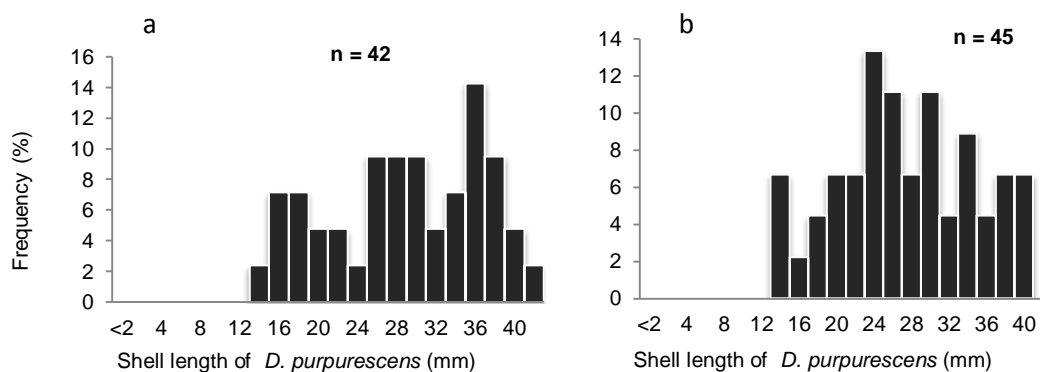 a
n = 42
16
14
12
10
8
6
4
2
0
Frequency (%)
<2 4 8 12 16 20 24 28 32 36 40
Shell length of D. purpurescens (mm)
b
n = 45
14
12
10
8
6
4
2
0
<2 4 8 12 16 20 24 28 32 36 40
Shell length of D. purpurescens (mm)